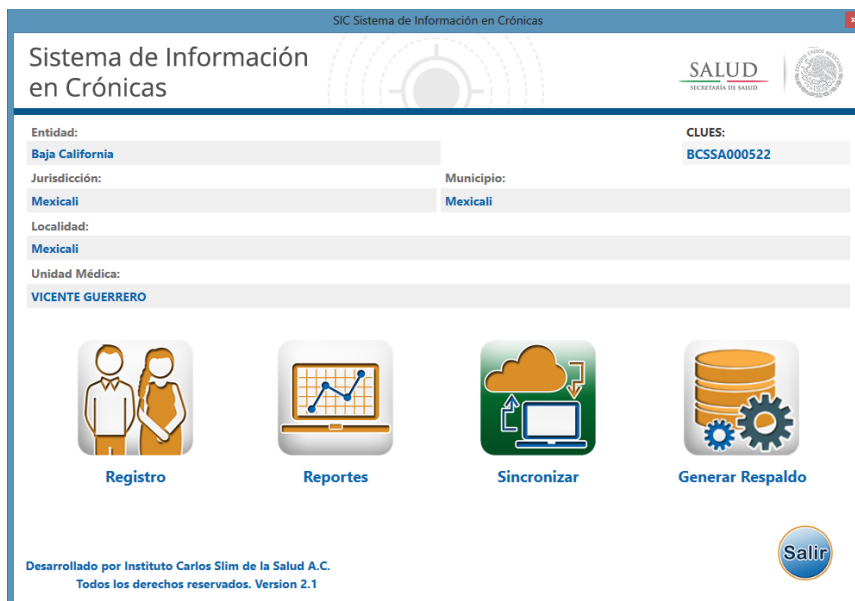 SIC Sistema de Información en Crónicas
x
Sistema de Información
en Crónicas
SALUD
SECRETARÍA DE SALUD
Entidad:
CLUES:
Baja California
BCSSA000522
Jurisdicción:
Municipio:
Mexicali
Mexicali
Localidad:
Mexicali
Unidad Médica:
VICENTE GUERRERO
Registro
Reportes
Sincronizar
Generar Respaldo
Salir
Desarrollado por Instituto Carlos Slim de la Salud A.C.
Todos los derechos reservados. Version 2.1